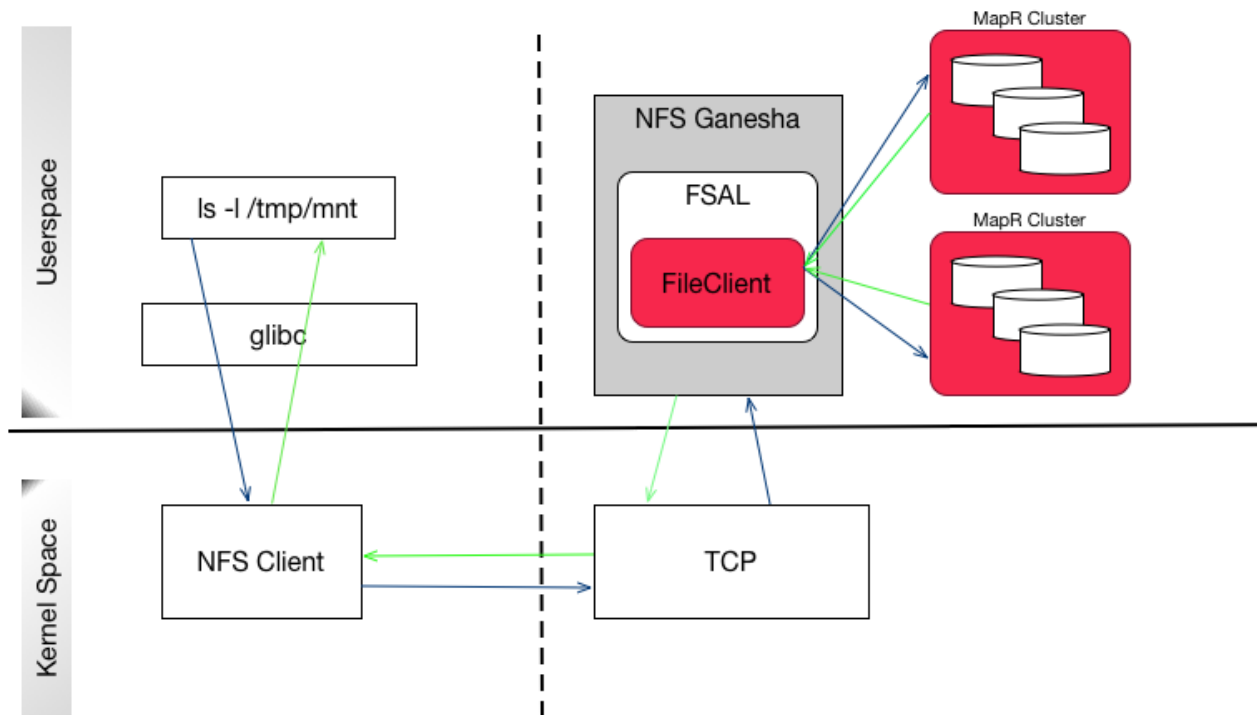 MapR Cluster
NFS Ganesha
FSAL
FileClient
ls -l /tmp/mnt
glibc
MapR Cluster
Userspace
NFS Client
TCP
Kernel Space